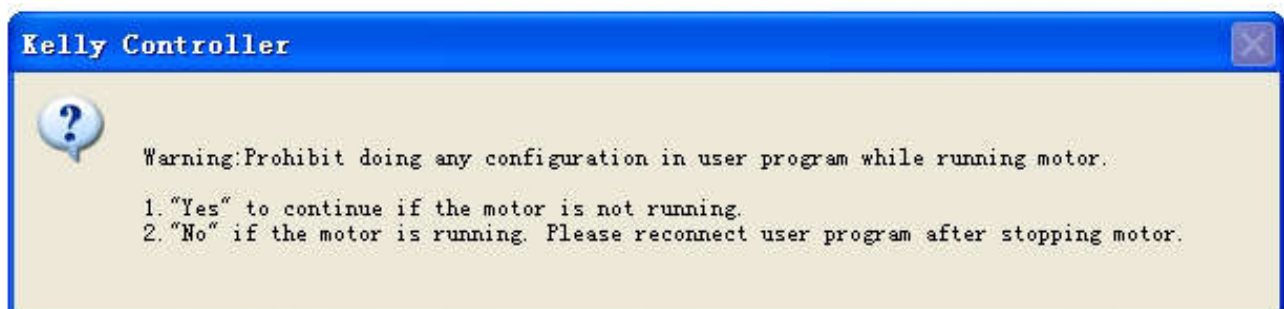 Kelly Controller
Warning:Prohibit doing any configuration in user program while running motor.
1."Yes" to continue if the motor is not running.
2."No" if the motor is running. Please reconnect user program after stopping motor.